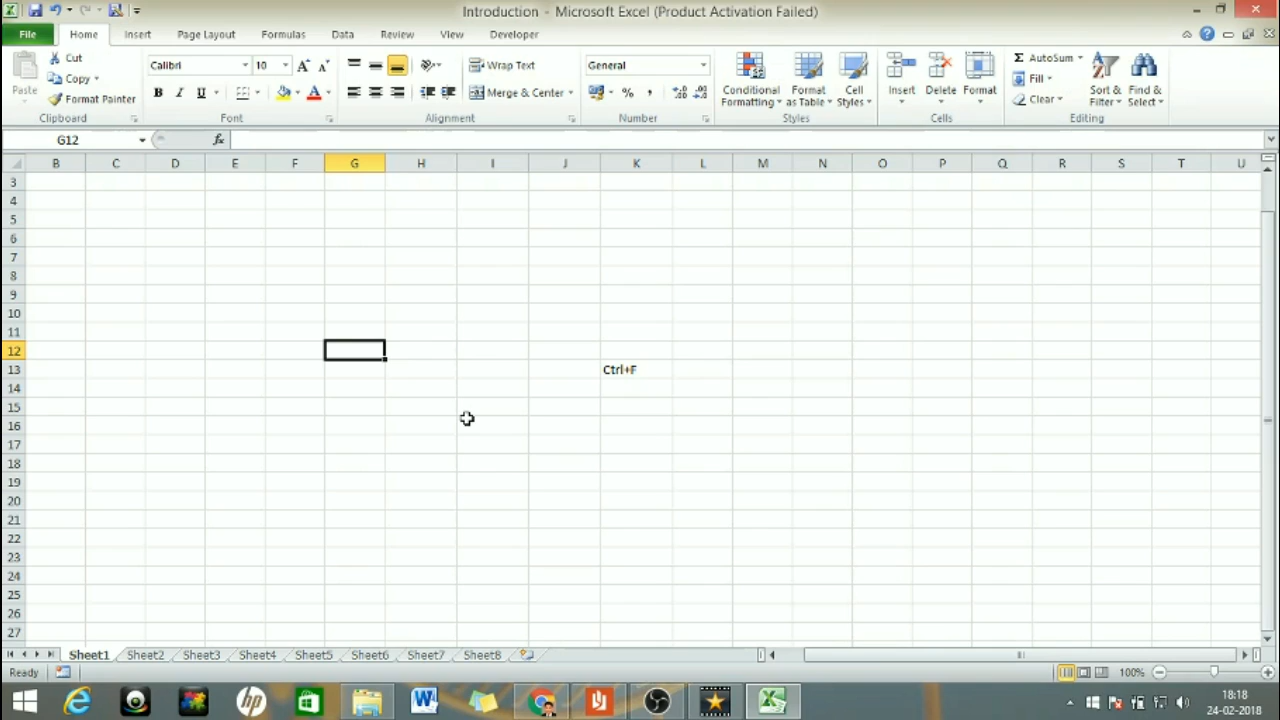 Introduction - Microsoft Excel (Product Activation Failed)
File Home Insert Page Layout Formulas Data Review View Developer
Paste
Cut
Copy
Format Painter
Clipboard
Calibri 10
B I U
Font
Wrap Text
Merge & Center
Alignment
General
%
Number
Conditional Formatting
Format as Table
Cell Styles
Styles
Insert Delete Format
Cells
Σ AutoSum
Fill
Clear
Sort & Filter
Find & Select
Editing
G12 fx
B C D E F G H I J K L M N O P Q R S T U
3
4
5
6
7
8
9
10
11
12
13 Ctrl+F
14
15
16
17
18
19
20
21
22
23
24
25
26
27
Sheet1 Sheet2 Sheet3 Sheet4 Sheet5 Sheet6 Sheet7 Sheet8
Ready 100%
18:18
24-02-2018